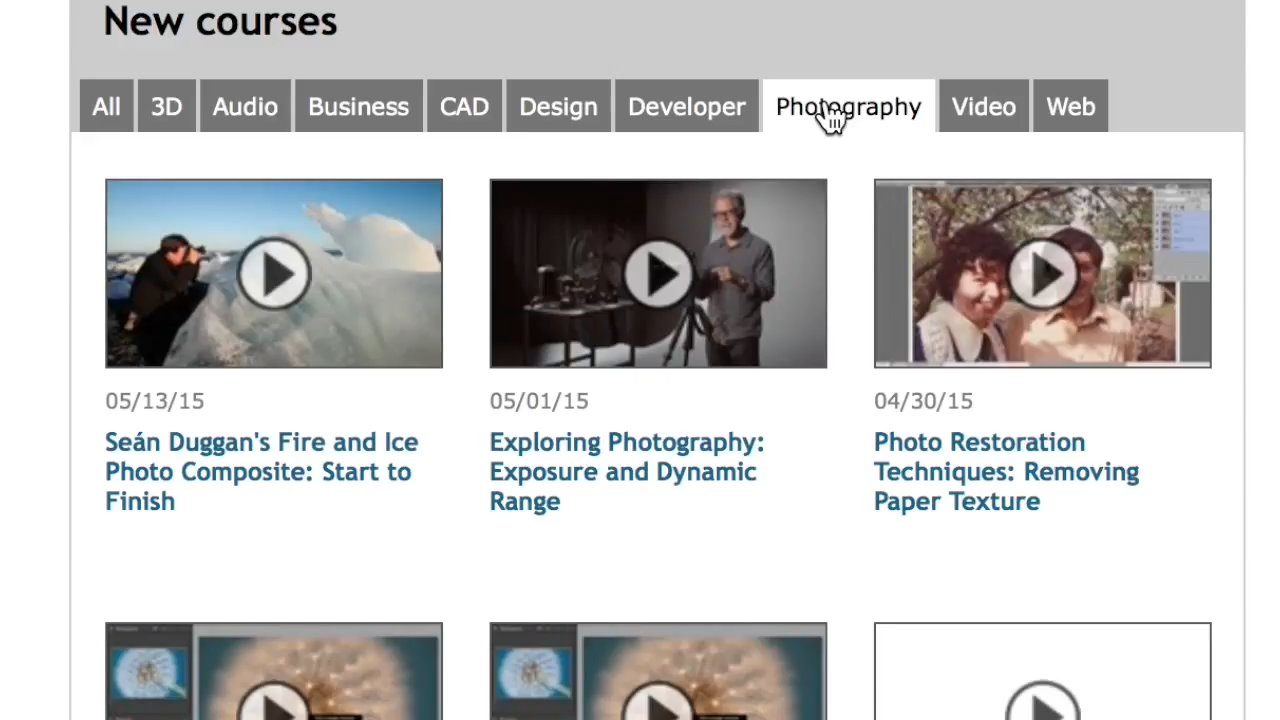 New courses
All 3D Audio Business CAD Design Developer Photography Video Web
05/13/15
Seán Duggan's Fire and Ice
Photo Composite: Start to
Finish
05/01/15
Exploring Photography:
Exposure and Dynamic
Range
04/30/15
Photo Restoration
Techniques: Removing
Paper Texture